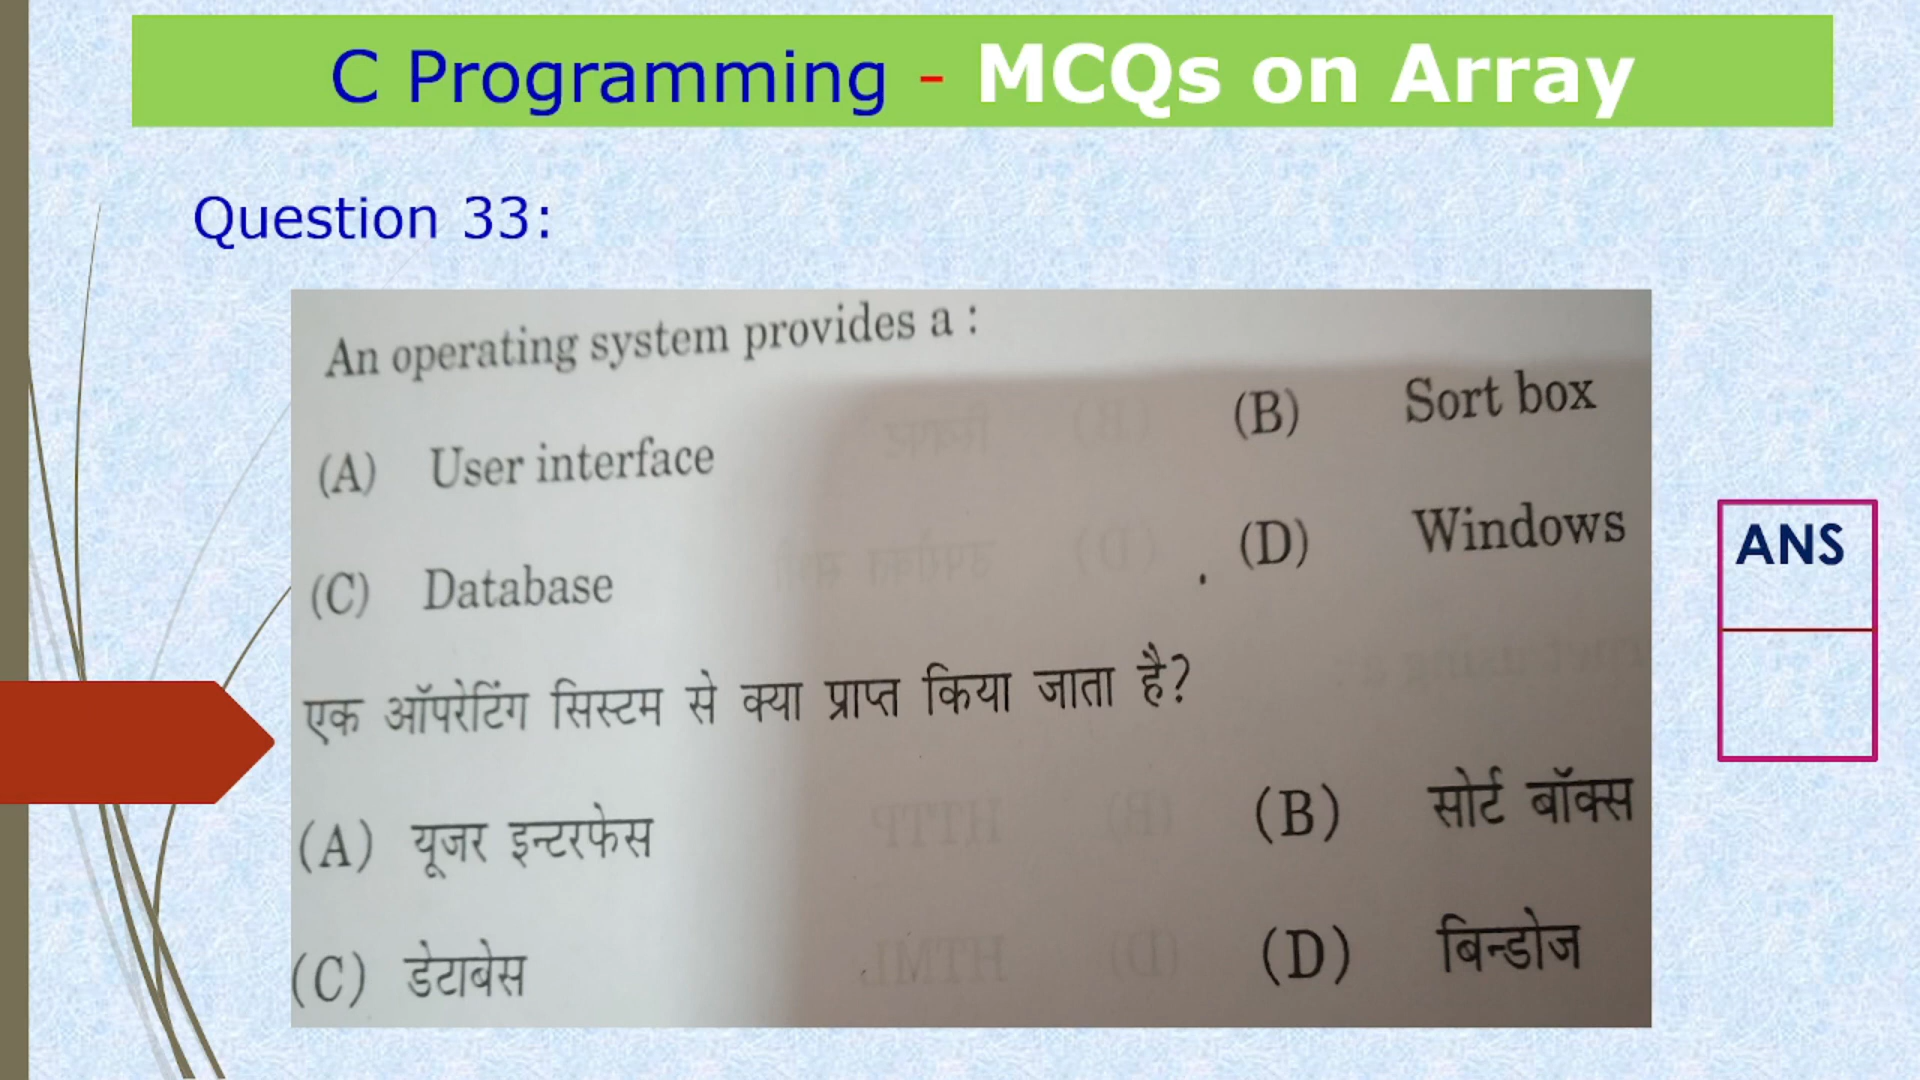 C Programming - MCQs on Array
Question 33:
An operating system provides a :
(A) User interface (B) Sort box
(C) Database (D) Windows
एक ऑपरेटिंग सिस्टम से क्या प्राप्त किया जाता है?
(A) यूजर इन्टरफेस (B) सोर्ट बॉक्स
(C) डेटाबेस (D) बिन्डोज
ANS